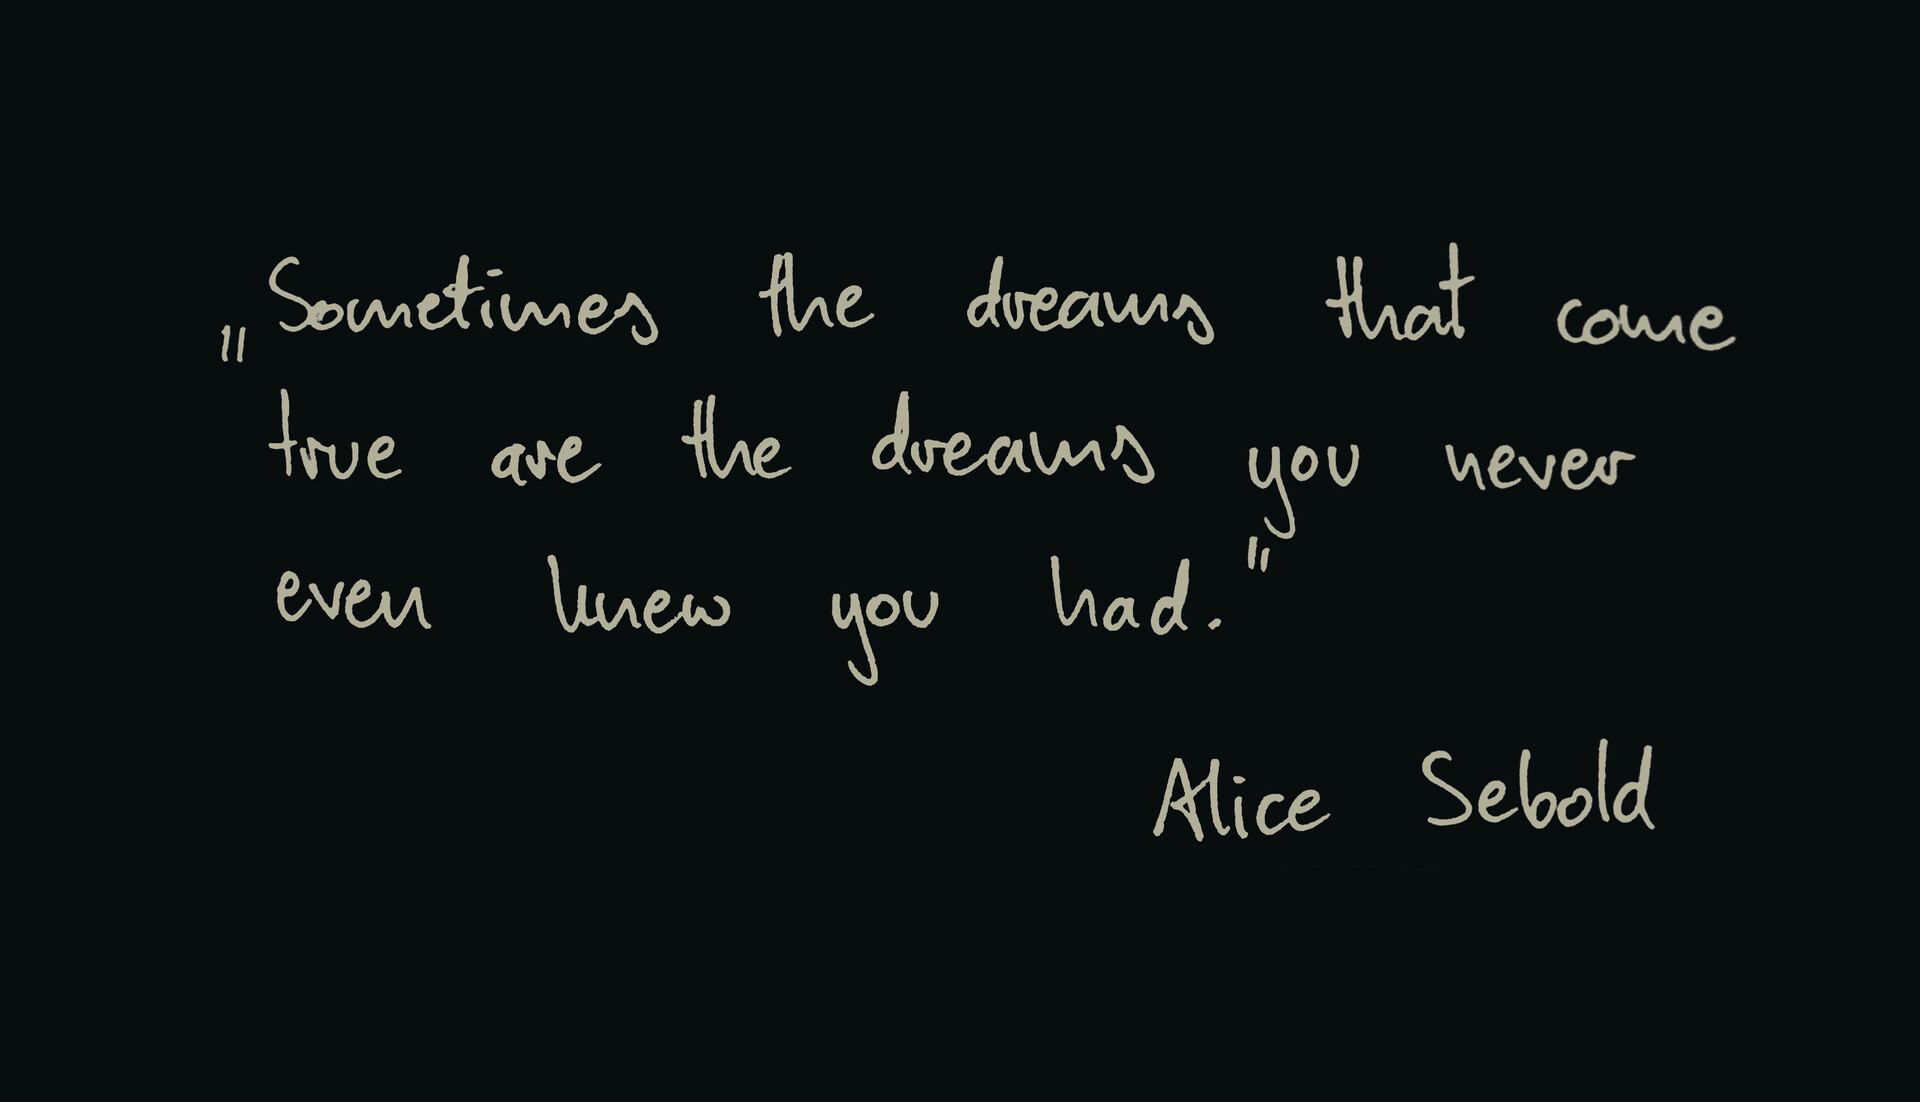 „Sometimes the dreams that come
true are the dreams you never
even knew you had."
Alice Sebold